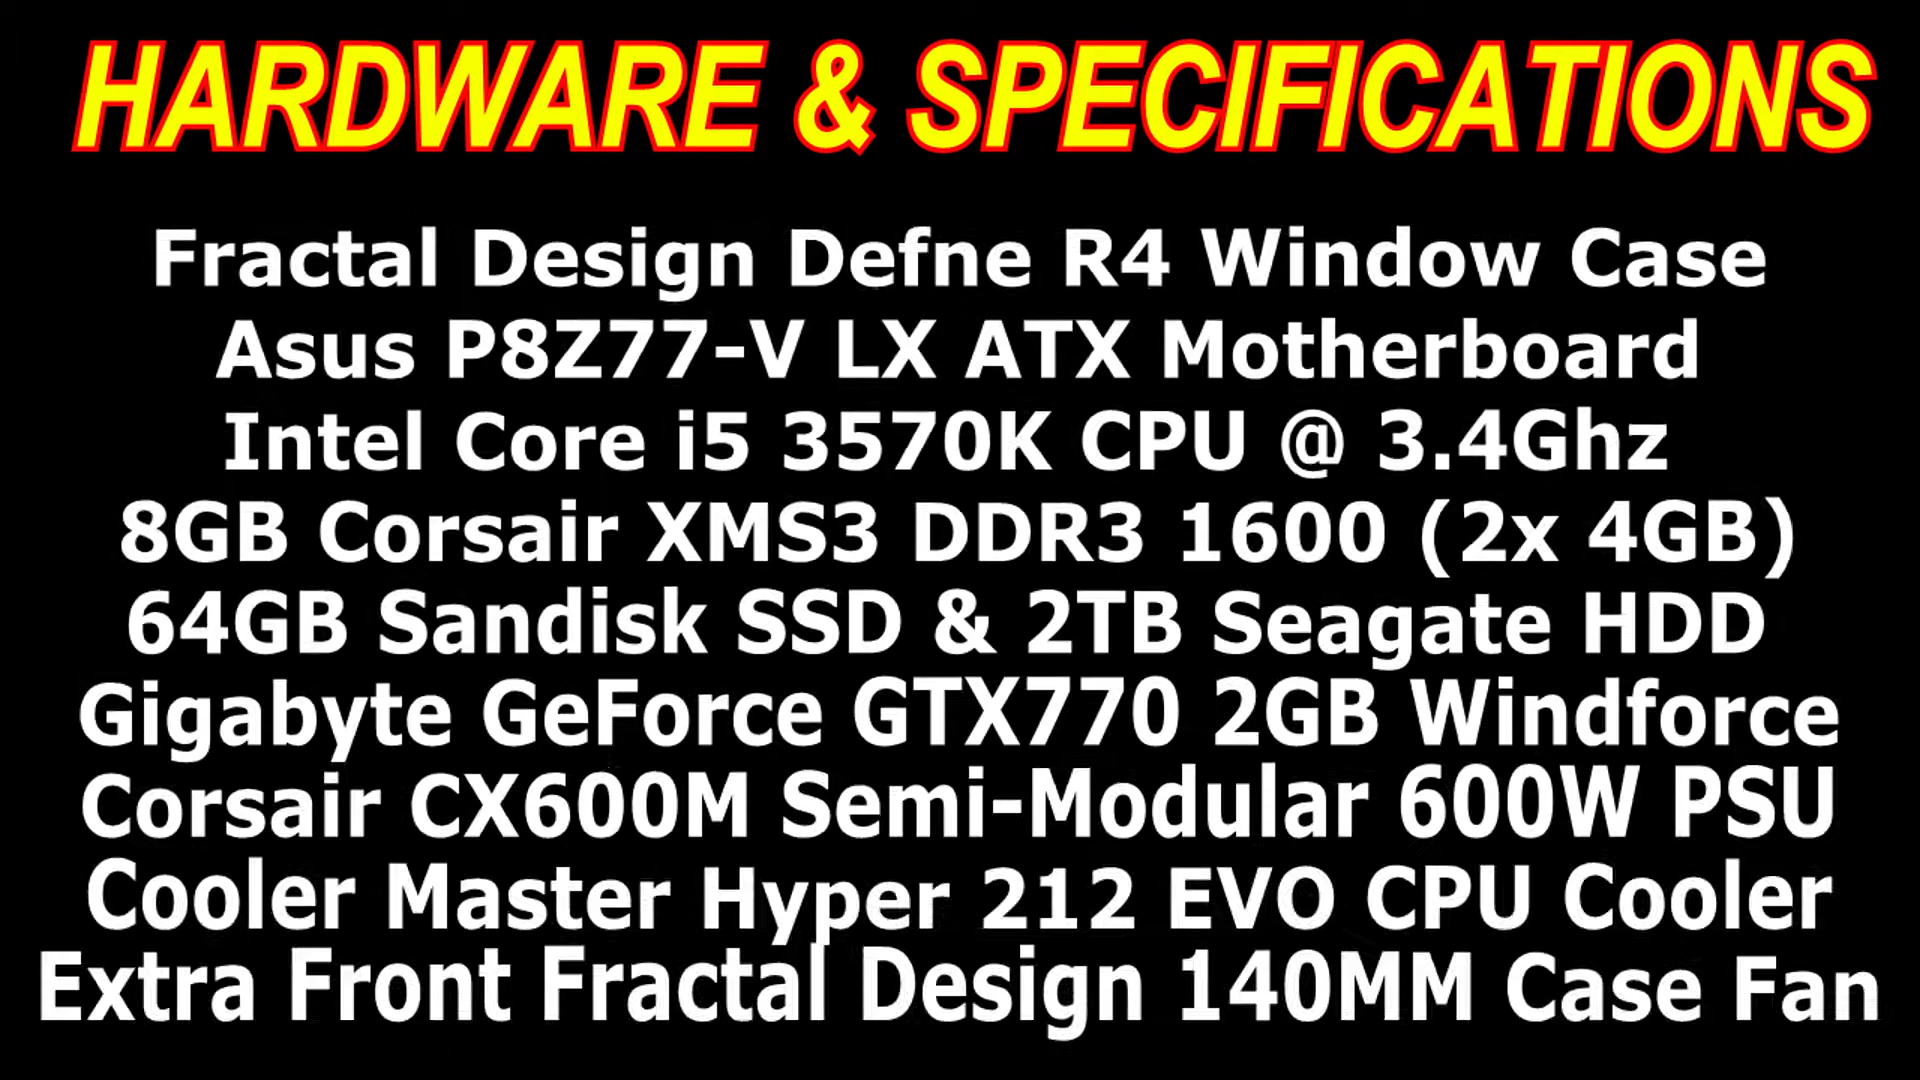 HARDWARE & SPECIFICATIONS
Fractal Design Defne R4 Window Case
Asus P8Z77-V LX ATX Motherboard
Intel Core i5 3570K CPU @ 3.4Ghz
8GB Corsair XMS3 DDR3 1600 (2x 4GB)
64GB Sandisk SSD & 2TB Seagate HDD
Gigabyte GeForce GTX770 2GB Windforce
Corsair CX600M Semi-Modular 600W PSU
Cooler Master Hyper 212 EVO CPU Cooler
Extra Front Fractal Design 140MM Case Fan